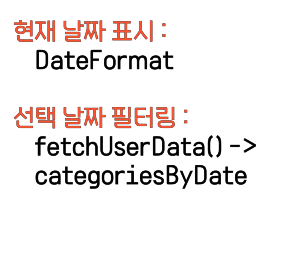 현재 날짜 표시 :
DateFormat
선택 날짜 필터링 :
fetchUserData() ->
categoriesByDate